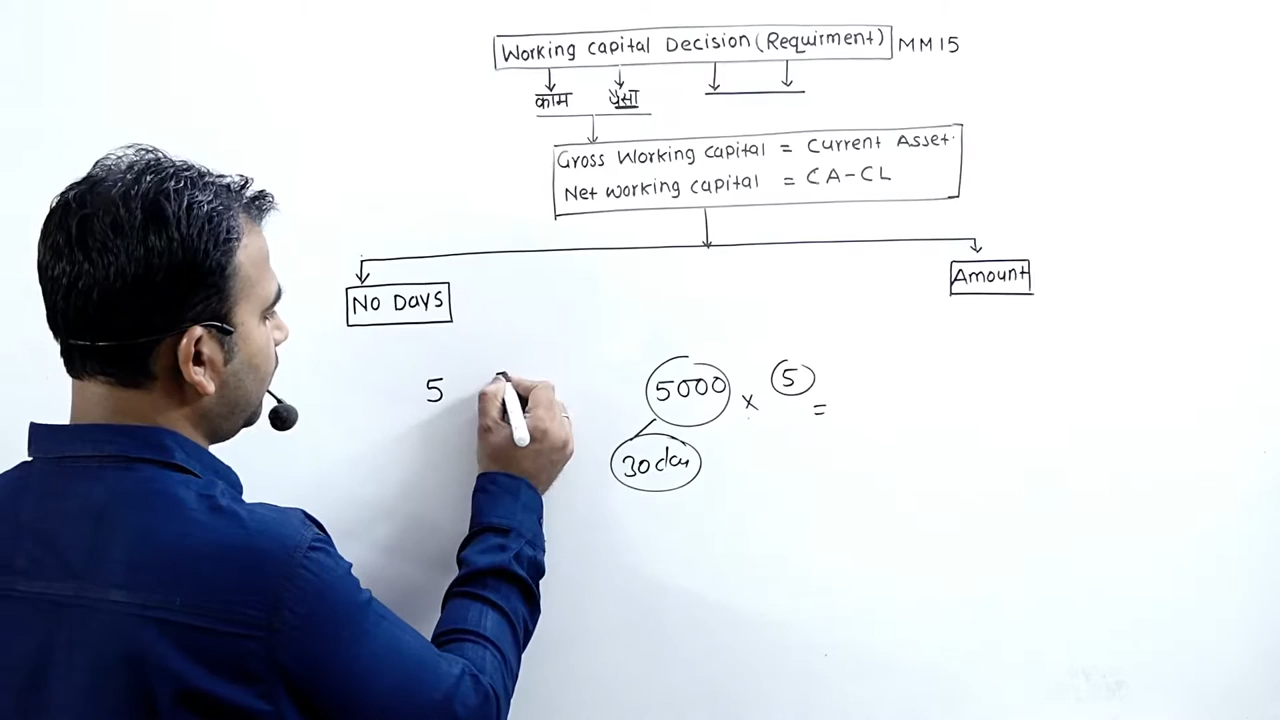 Working Capital Decision (Requirment) MM15
काम पैसा
Gross Working Capital = Current Asset.
Net working capital = CA-CL
No Days
Amount
5 5000 × 5 =
30 day